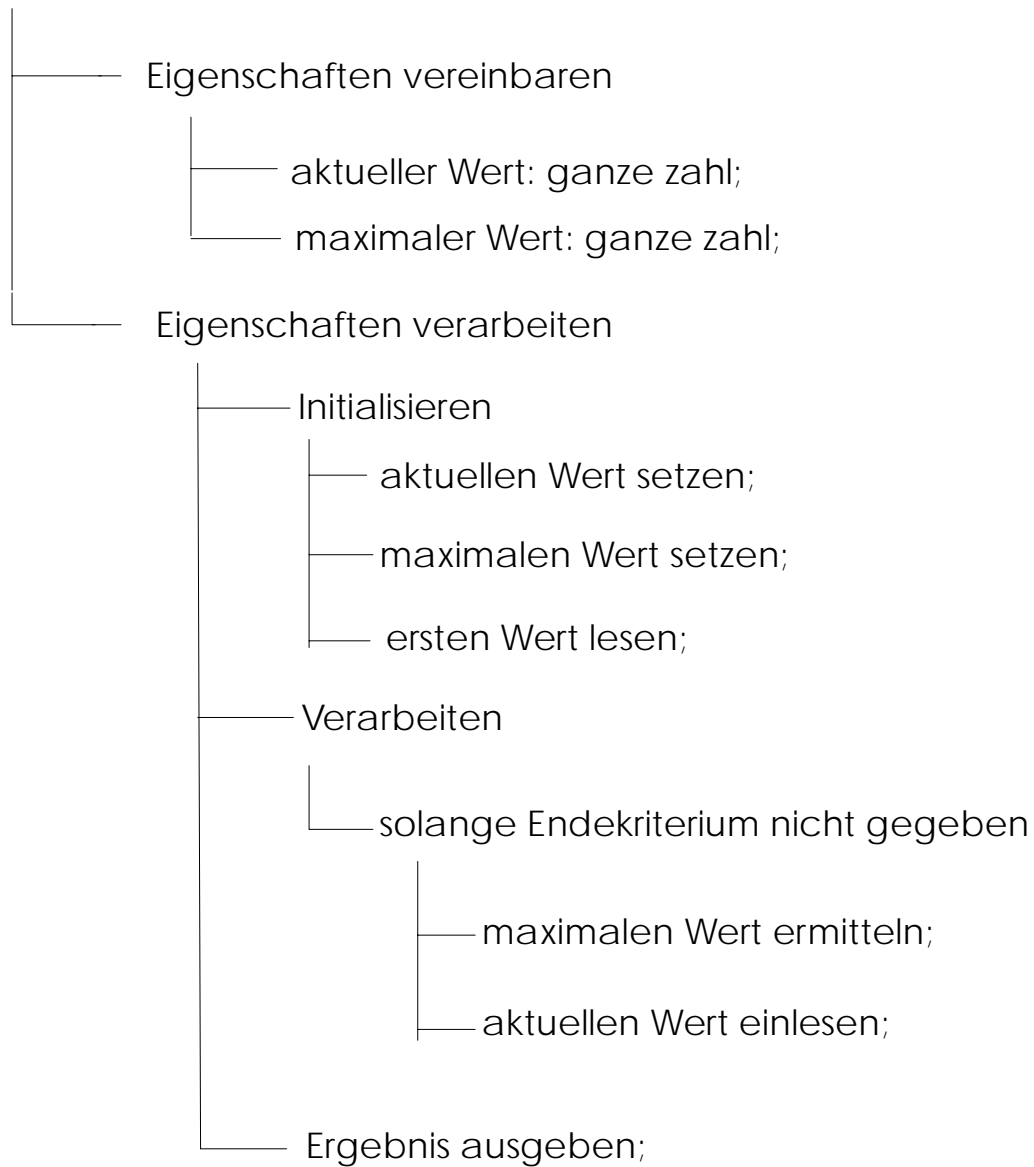 Eigenschaften vereinbaren
aktueller Wert: ganze zahl;
maximaler Wert: ganze zahl;
Eigenschaften verarbeiten
Initialisieren
aktuellen Wert setzen;
maximalen Wert setzen;
ersten Wert lesen;
Verarbeiten
solange Endekriterium nicht gegeben
maximalen Wert ermitteln;
aktuellen Wert einlesen;
Ergebnis ausgeben;